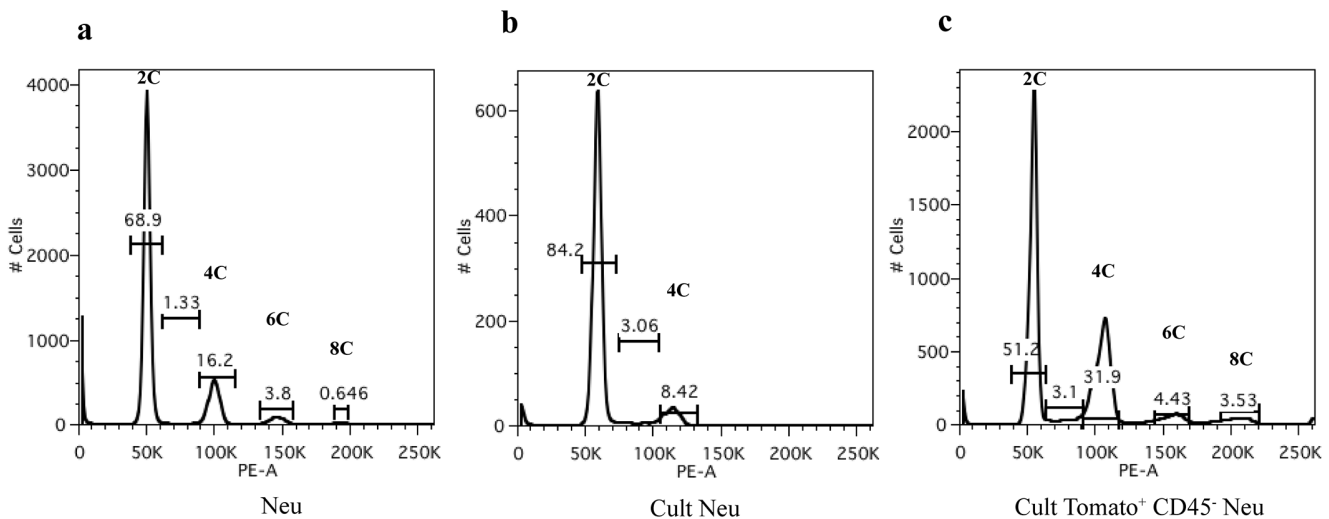 a
4000
3000
2000
1000
0
# Cells
2C
68.9
1.33
4C
16.2
6C
3.8
8C
0.646
0 50K 100K 150K 200K 250K
PE-A
Neu
b
600
400
200
0
# Cells
2C
84.2
3.06
4C
8.42
0 50K 100K 150K 200K 250K
PE-A
Cult Neu
c
2000
1500
1000
500
0
# Cells
2C
51.2
3.1
4C
31.9
6C
4.43
8C
3.53
0 50K 100K 150K 200K 250K
PE-A
Cult Tomato⁺ CD45⁻ Neu